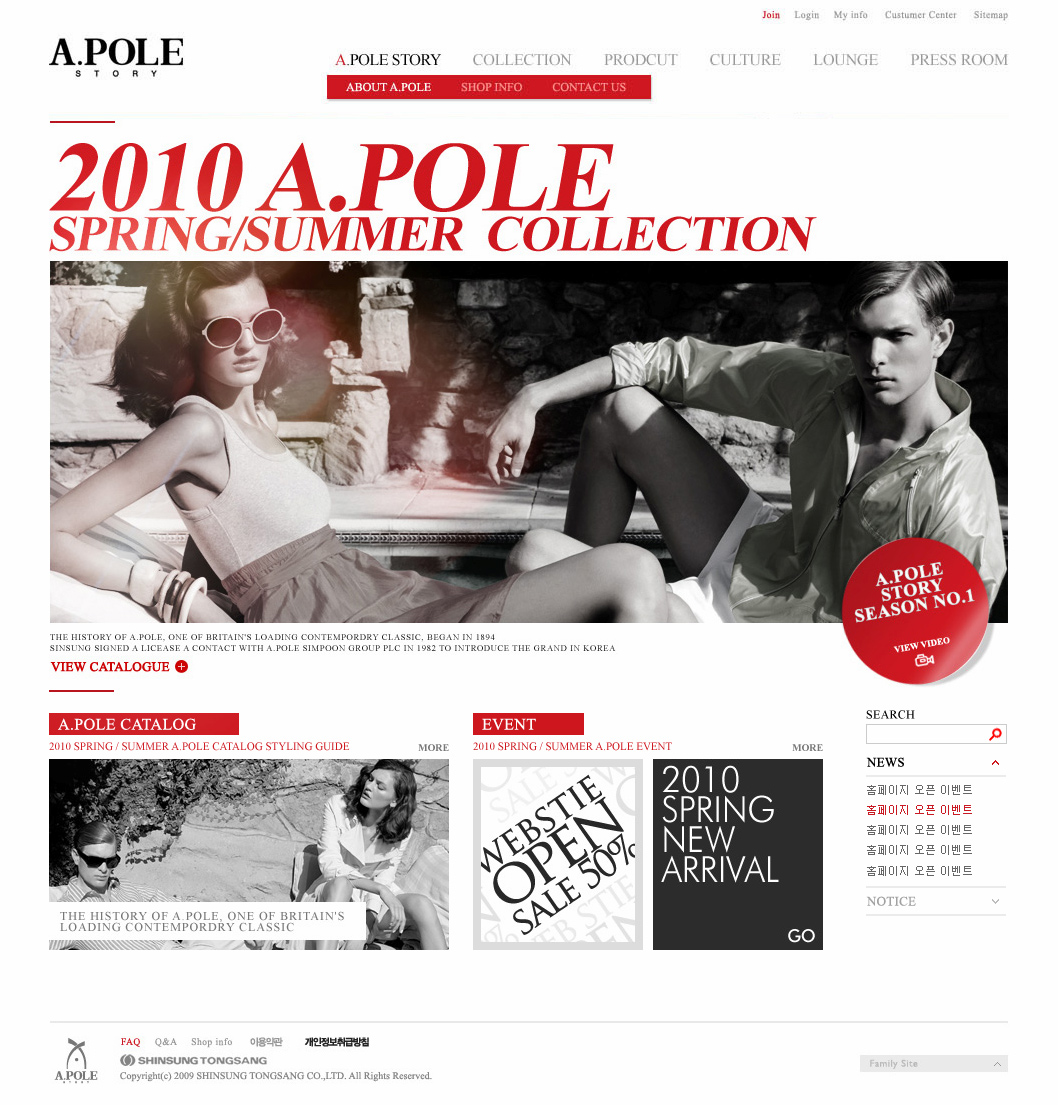 Join Login My info Custumer Center Sitemap
A.POLE
STORY
A.POLE STORY COLLECTION PRODCUT CULTURE LOUNGE PRESS ROOM
ABOUT A.POLE SHOP INFO CONTACT US
2010 A.POLE
SPRING/SUMMER COLLECTION
A.POLE
STORY
SEASON NO.1
VIEW VIDEO
THE HISTORY OF A.POLE, ONE OF BRITAIN'S LOADING CONTEMPORDRY CLASSIC, BEGAN IN 1894
SINSUNG SIGNED A LICEASE A CONTACT WITH A.POLE SIMPOON GROUP PLC IN 1982 TO INTRODUCE THE GRAND IN KOREA
VIEW CATALOGUE
A.POLE CATALOG
2010 SPRING / SUMMER A.POLE CATALOG STYLING GUIDE MORE
THE HISTORY OF A.POLE, ONE OF BRITAIN'S
LOADING CONTEMPORDRY CLASSIC
EVENT
2010 SPRING / SUMMER A.POLE EVENT MORE
WEBSTIE
OPEN
SALE 50%
2010
SPRING
NEW
ARRIVAL
GO
SEARCH
NEWS
홈페이지 오픈 이벤트
홈페이지 오픈 이벤트
홈페이지 오픈 이벤트
홈페이지 오픈 이벤트
홈페이지 오픈 이벤트
NOTICE
A.POLE
STORY
FAQ Q&A Shop info 이용약관 개인정보취급방침
SHINSUNG TONGSANG
Copyright(c) 2009 SHINSUNG TONGSANG CO.,LTD. All Rights Reserved.
Family Site